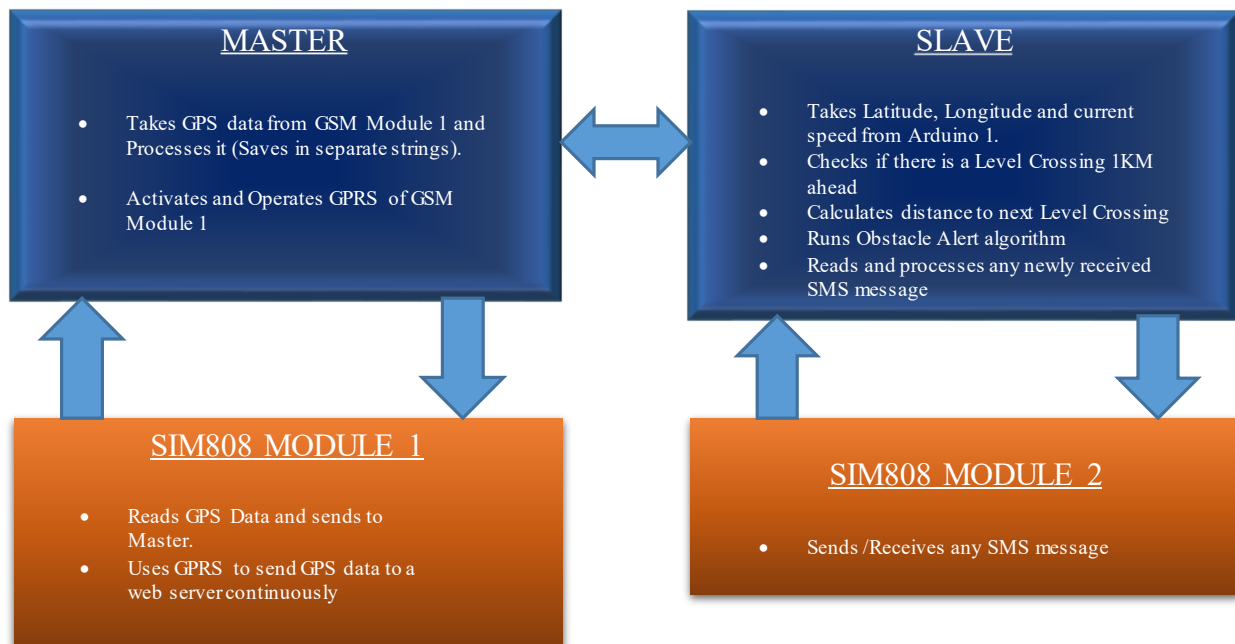 MASTER
• Takes GPS data from GSM Module 1 and
Processes it (Saves in separate strings).
• Activates and Operates GPRS of GSM
Module 1
SLAVE
• Takes Latitude, Longitude and current
speed from Arduino 1.
• Checks if there is a Level Crossing 1KM
ahead
• Calculates distance to next Level Crossing
• Runs Obstacle Alert algorithm
• Reads and processes any newly received
SMS message
SIM808 MODULE 1
• Reads GPS Data and sends to
Master.
• Uses GPRS to send GPS data to a
web server continuously
SIM808 MODULE 2
• Sends /Receives any SMS message